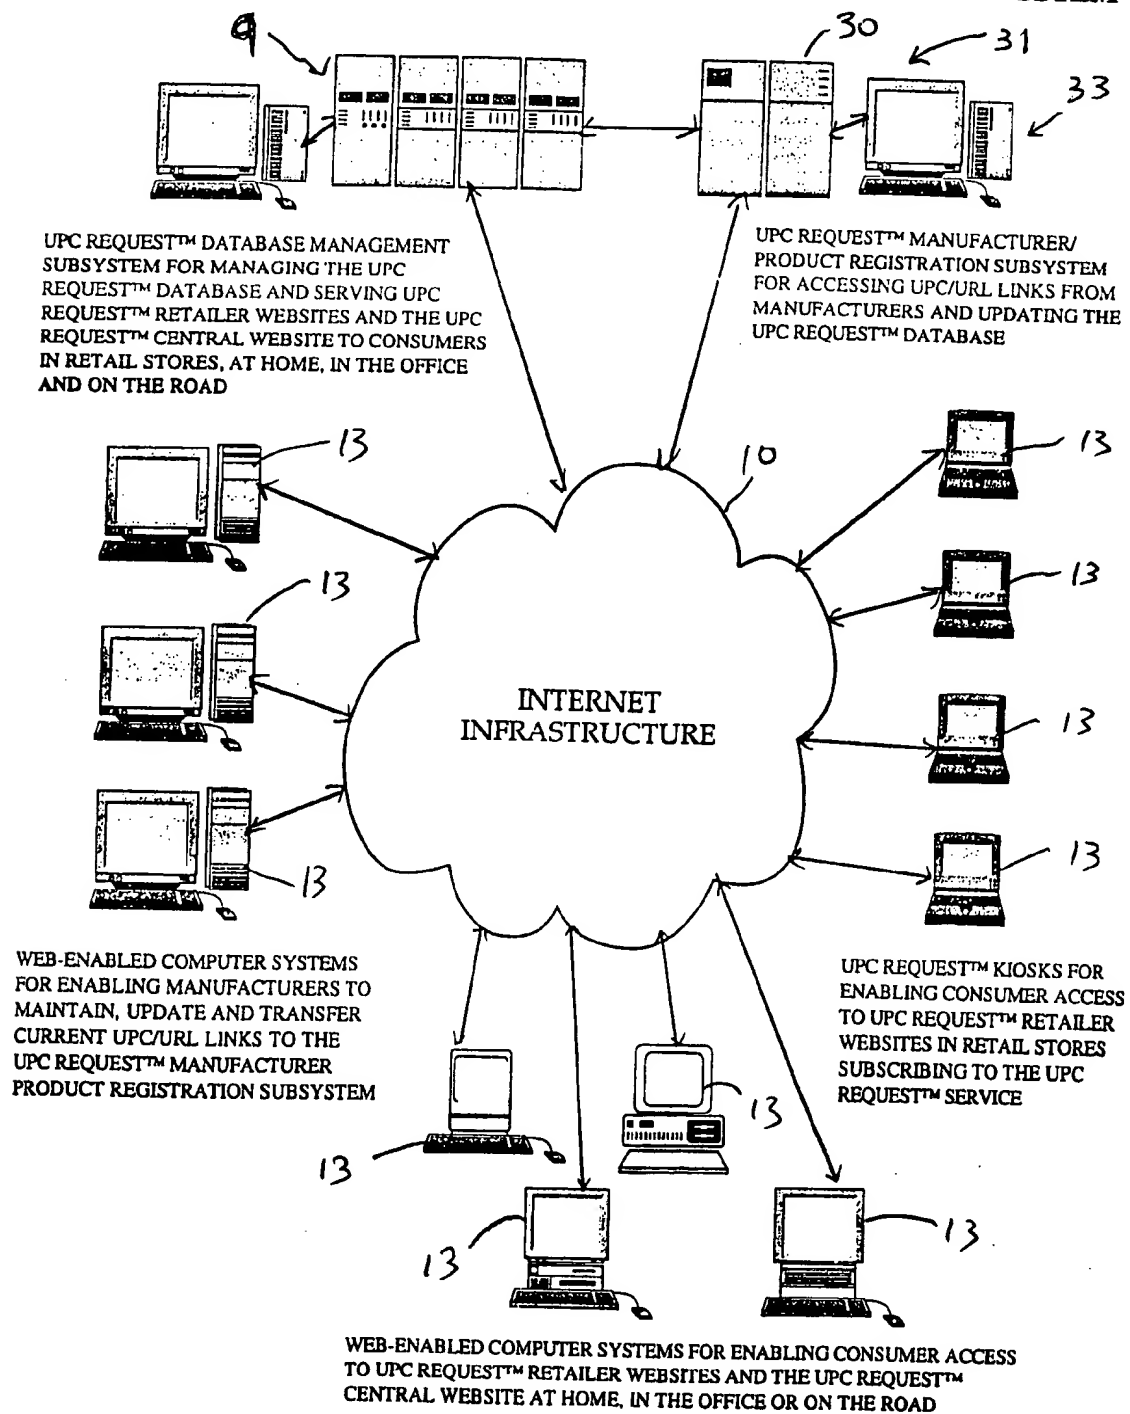 9
30
31
33
UPC REQUEST™ DATABASE MANAGEMENT
SUBSYSTEM FOR MANAGING THE UPC
REQUEST™ DATABASE AND SERVING UPC
REQUEST™ RETAILER WEBSITES AND THE UPC
REQUEST™ CENTRAL WEBSITE TO CONSUMERS
IN RETAIL STORES, AT HOME, IN THE OFFICE
AND ON THE ROAD
UPC REQUEST™ MANUFACTURER/
PRODUCT REGISTRATION SUBSYSTEM
FOR ACCESSING UPC/URL LINKS FROM
MANUFACTURERS AND UPDATING THE
UPC REQUEST™ DATABASE
13
13
10
13
13
INTERNET
INFRASTRUCTURE
13
13
13
WEB-ENABLED COMPUTER SYSTEMS
FOR ENABLING MANUFACTURERS TO
MAINTAIN, UPDATE AND TRANSFER
CURRENT UPC/URL LINKS TO THE
UPC REQUEST™ MANUFACTURER
PRODUCT REGISTRATION SUBSYSTEM
UPC REQUEST™ KIOSKS FOR
ENABLING CONSUMER ACCESS
TO UPC REQUEST™ RETAILER
WEBSITES IN RETAIL STORES
SUBSCRIBING TO THE UPC
REQUEST™ SERVICE
13
13
13
13
WEB-ENABLED COMPUTER SYSTEMS FOR ENABLING CONSUMER ACCESS
TO UPC REQUEST™ RETAILER WEBSITES AND THE UPC REQUEST™
CENTRAL WEBSITE AT HOME, IN THE OFFICE OR ON THE ROAD